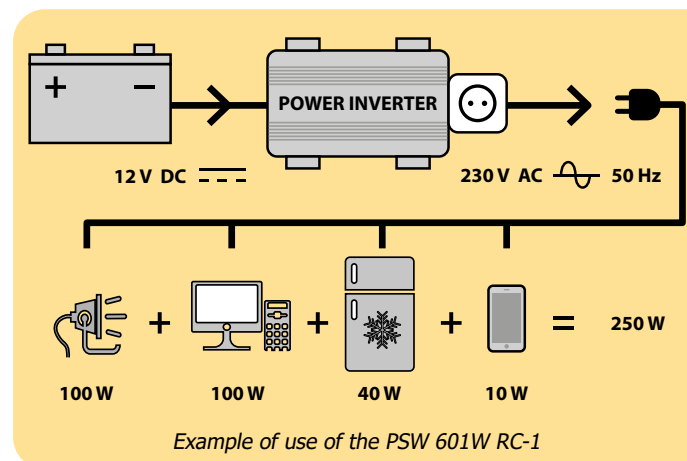 + −
POWER INVERTER
12 V DC
230 V AC 50 Hz
+ + + = 250 W
100 W 100 W 40 W 10 W
Example of use of the PSW 601W RC-1